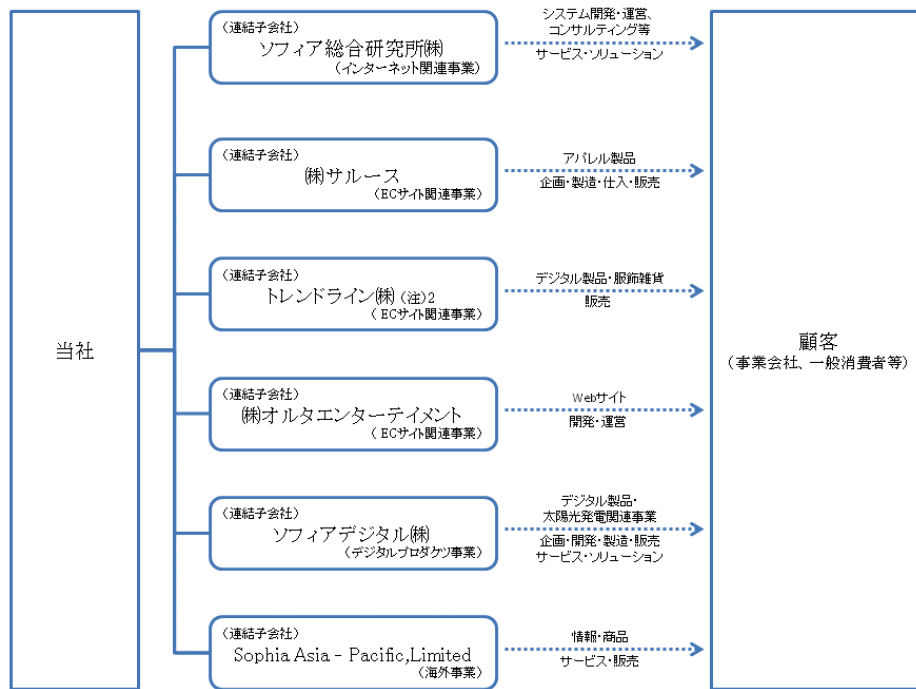 当社
(連結子会社)
ソフィア総合研究所㈱
(インターネット関連事業)
システム開発・運営、
コンサルティング等
サービス・ソリューション
(連結子会社)
㈱サルース
(ECサイト関連事業)
アパレル製品
企画・製造・仕入・販売
(連結子会社)
トレンドライン㈱ (注)2
(ECサイト関連事業)
デジタル製品・服飾雑貨
販売
(連結子会社)
㈱オルタエンターテイメント
(ECサイト関連事業)
Webサイト
開発・運営
(連結子会社)
ソフィアデジタル㈱
(デジタルプロダクツ事業)
デジタル製品・
太陽光発電関連事業
企画・開発・製造・販売
サービス・ソリューション
(連結子会社)
Sophia Asia - Pacific,Limited
(海外事業)
情報・商品
サービス・販売
顧客
(事業会社、一般消費者等)